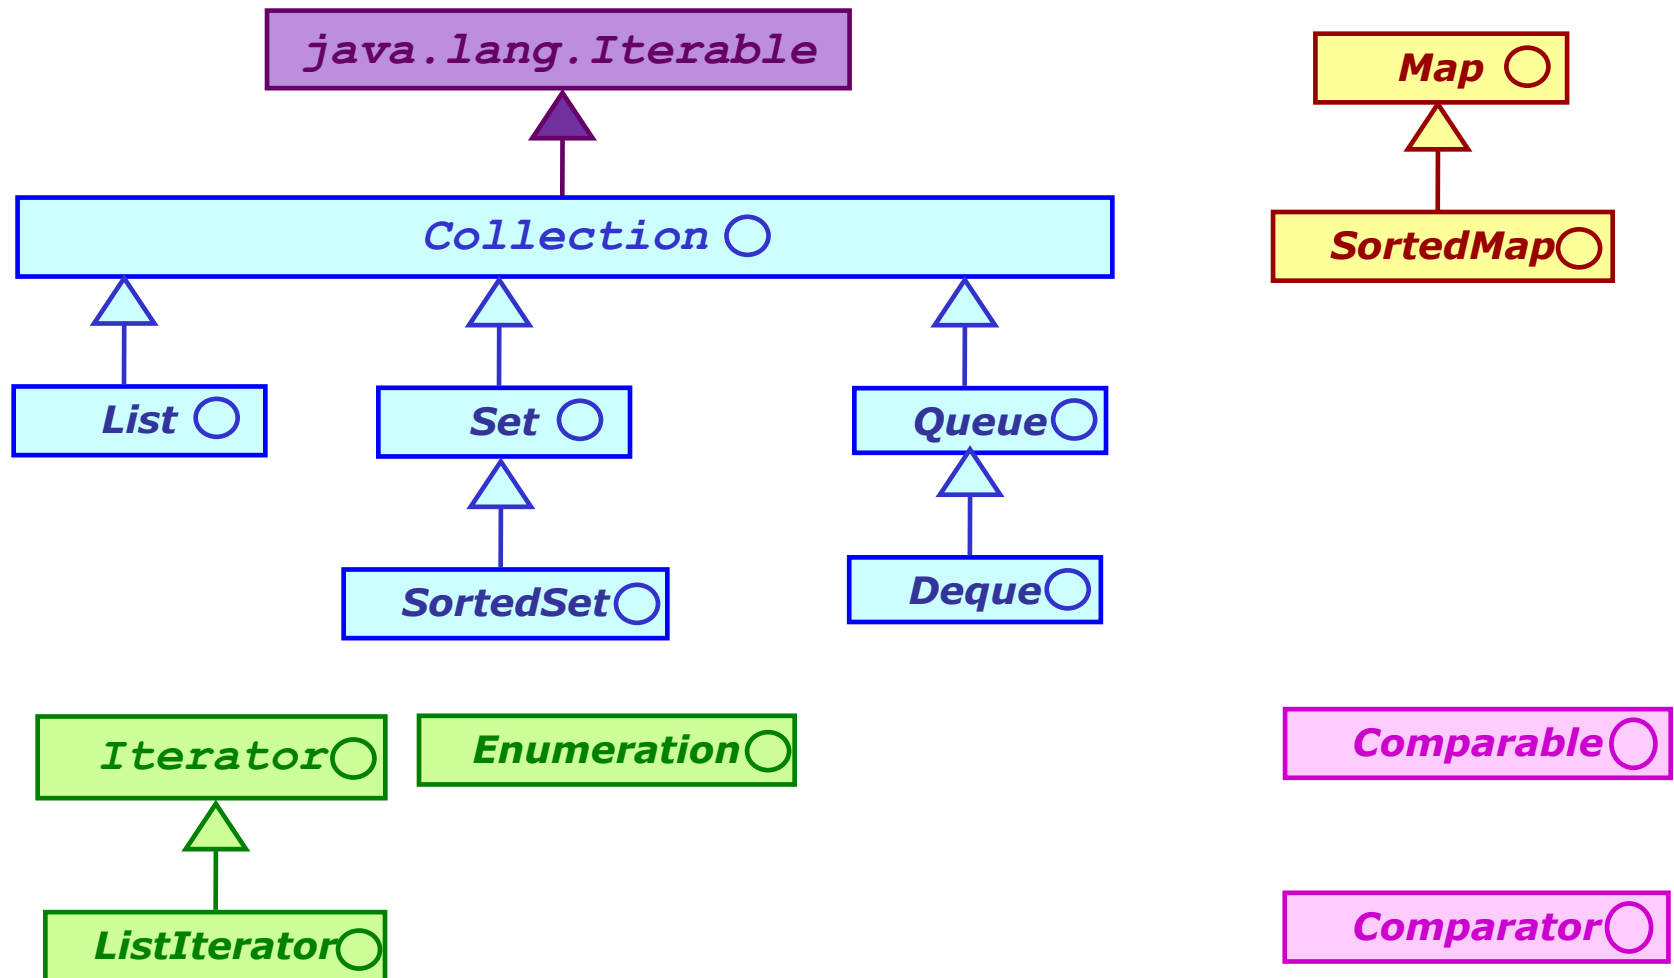 java.lang.Iterable
Map
Collection
SortedMap
List
Set
Queue
SortedSet
Deque
Iterator
Enumeration
Comparable
ListIterator
Comparator